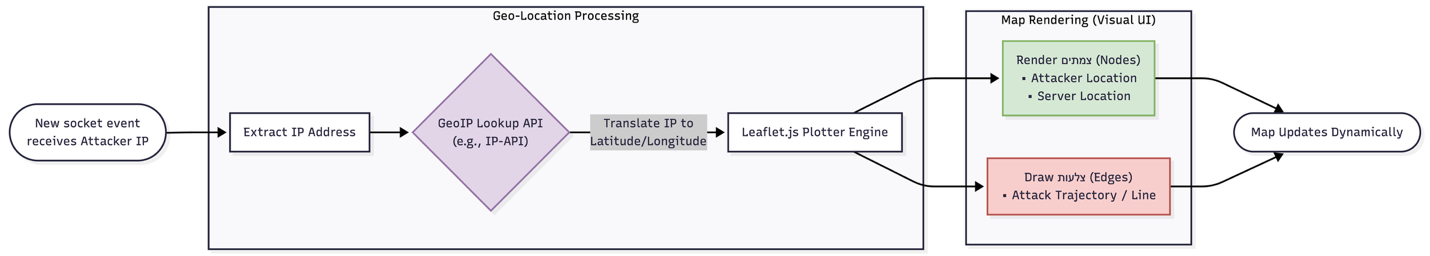 Geo-Location Processing
Map Rendering (Visual UI)
New socket event
receives Attacker IP
Extract IP Address
GeoIP Lookup API
(e.g., IP-API)
Translate IP to
Latitude/Longitude
Leaflet.js Plotter Engine
Render צמתים (Nodes)
▪ Attacker Location
▪ Server Location
Draw צלעות (Edges)
▪ Attack Trajectory / Line
Map Updates Dynamically